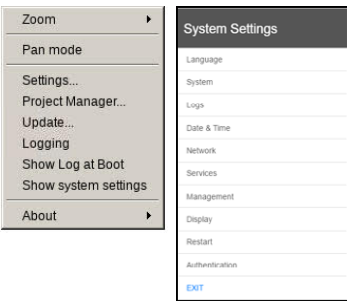 Zoom
Pan mode
Settings...
Project Manager...
Update...
Logging
Show Log at Boot
Show system settings
About
System Settings
Language
System
Logs
Date & Time
Network
Services
Management
Display
Restart
Authentication
EXIT